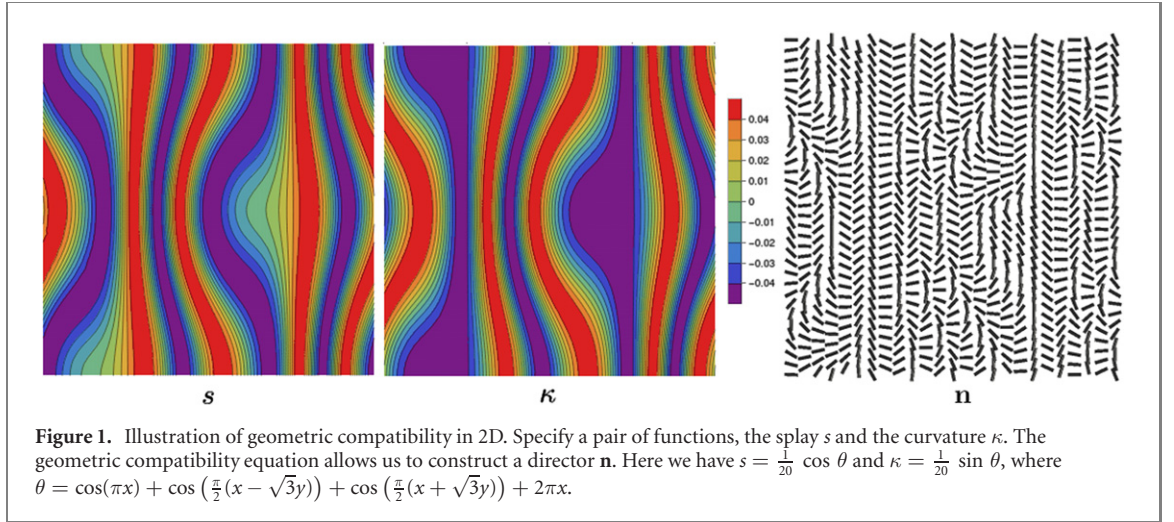 0.04
0.03
0.02
0.01
0
−0.01
−0.02
−0.03
−0.04
s κ n
Figure 1. Illustration of geometric compatibility in 2D. Specify a pair of functions, the splay s and the curvature κ. The
geometric compatibility equation allows us to construct a director n. Here we have s = 1/20 cos θ and κ = 1/20 sin θ, where
θ = cos(πx) + cos (π/2 (x − √3y)) + cos (π/2 (x + √3y)) + 2πx.